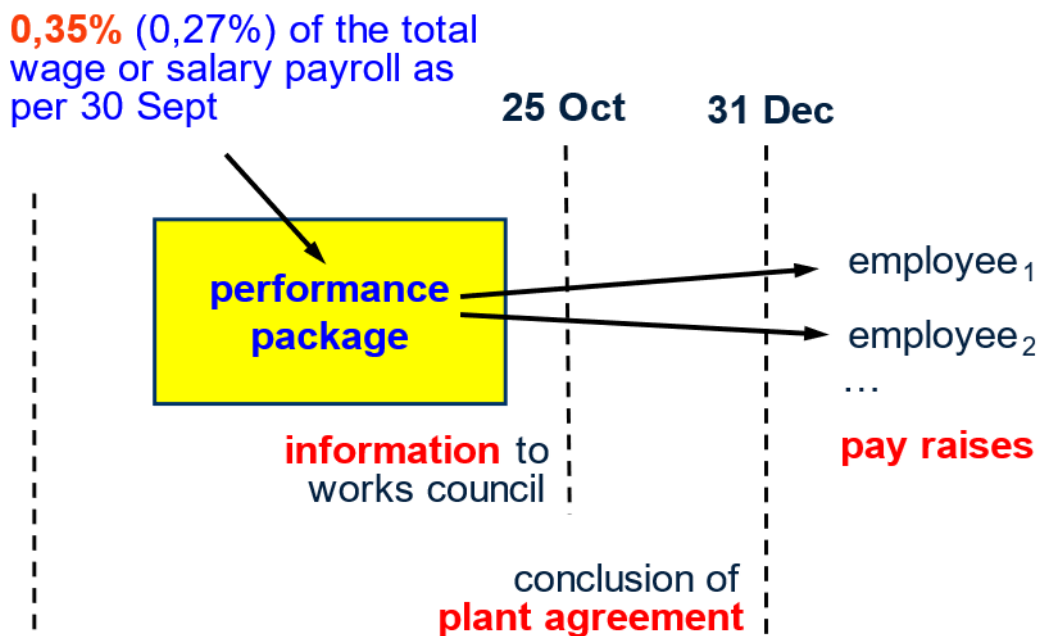 0,35% (0,27%) of the total
wage or salary payroll as
per 30 Sept
25 Oct
31 Dec
performance
package
employee₁
employee₂
...
information to
works council
pay raises
conclusion of
plant agreement